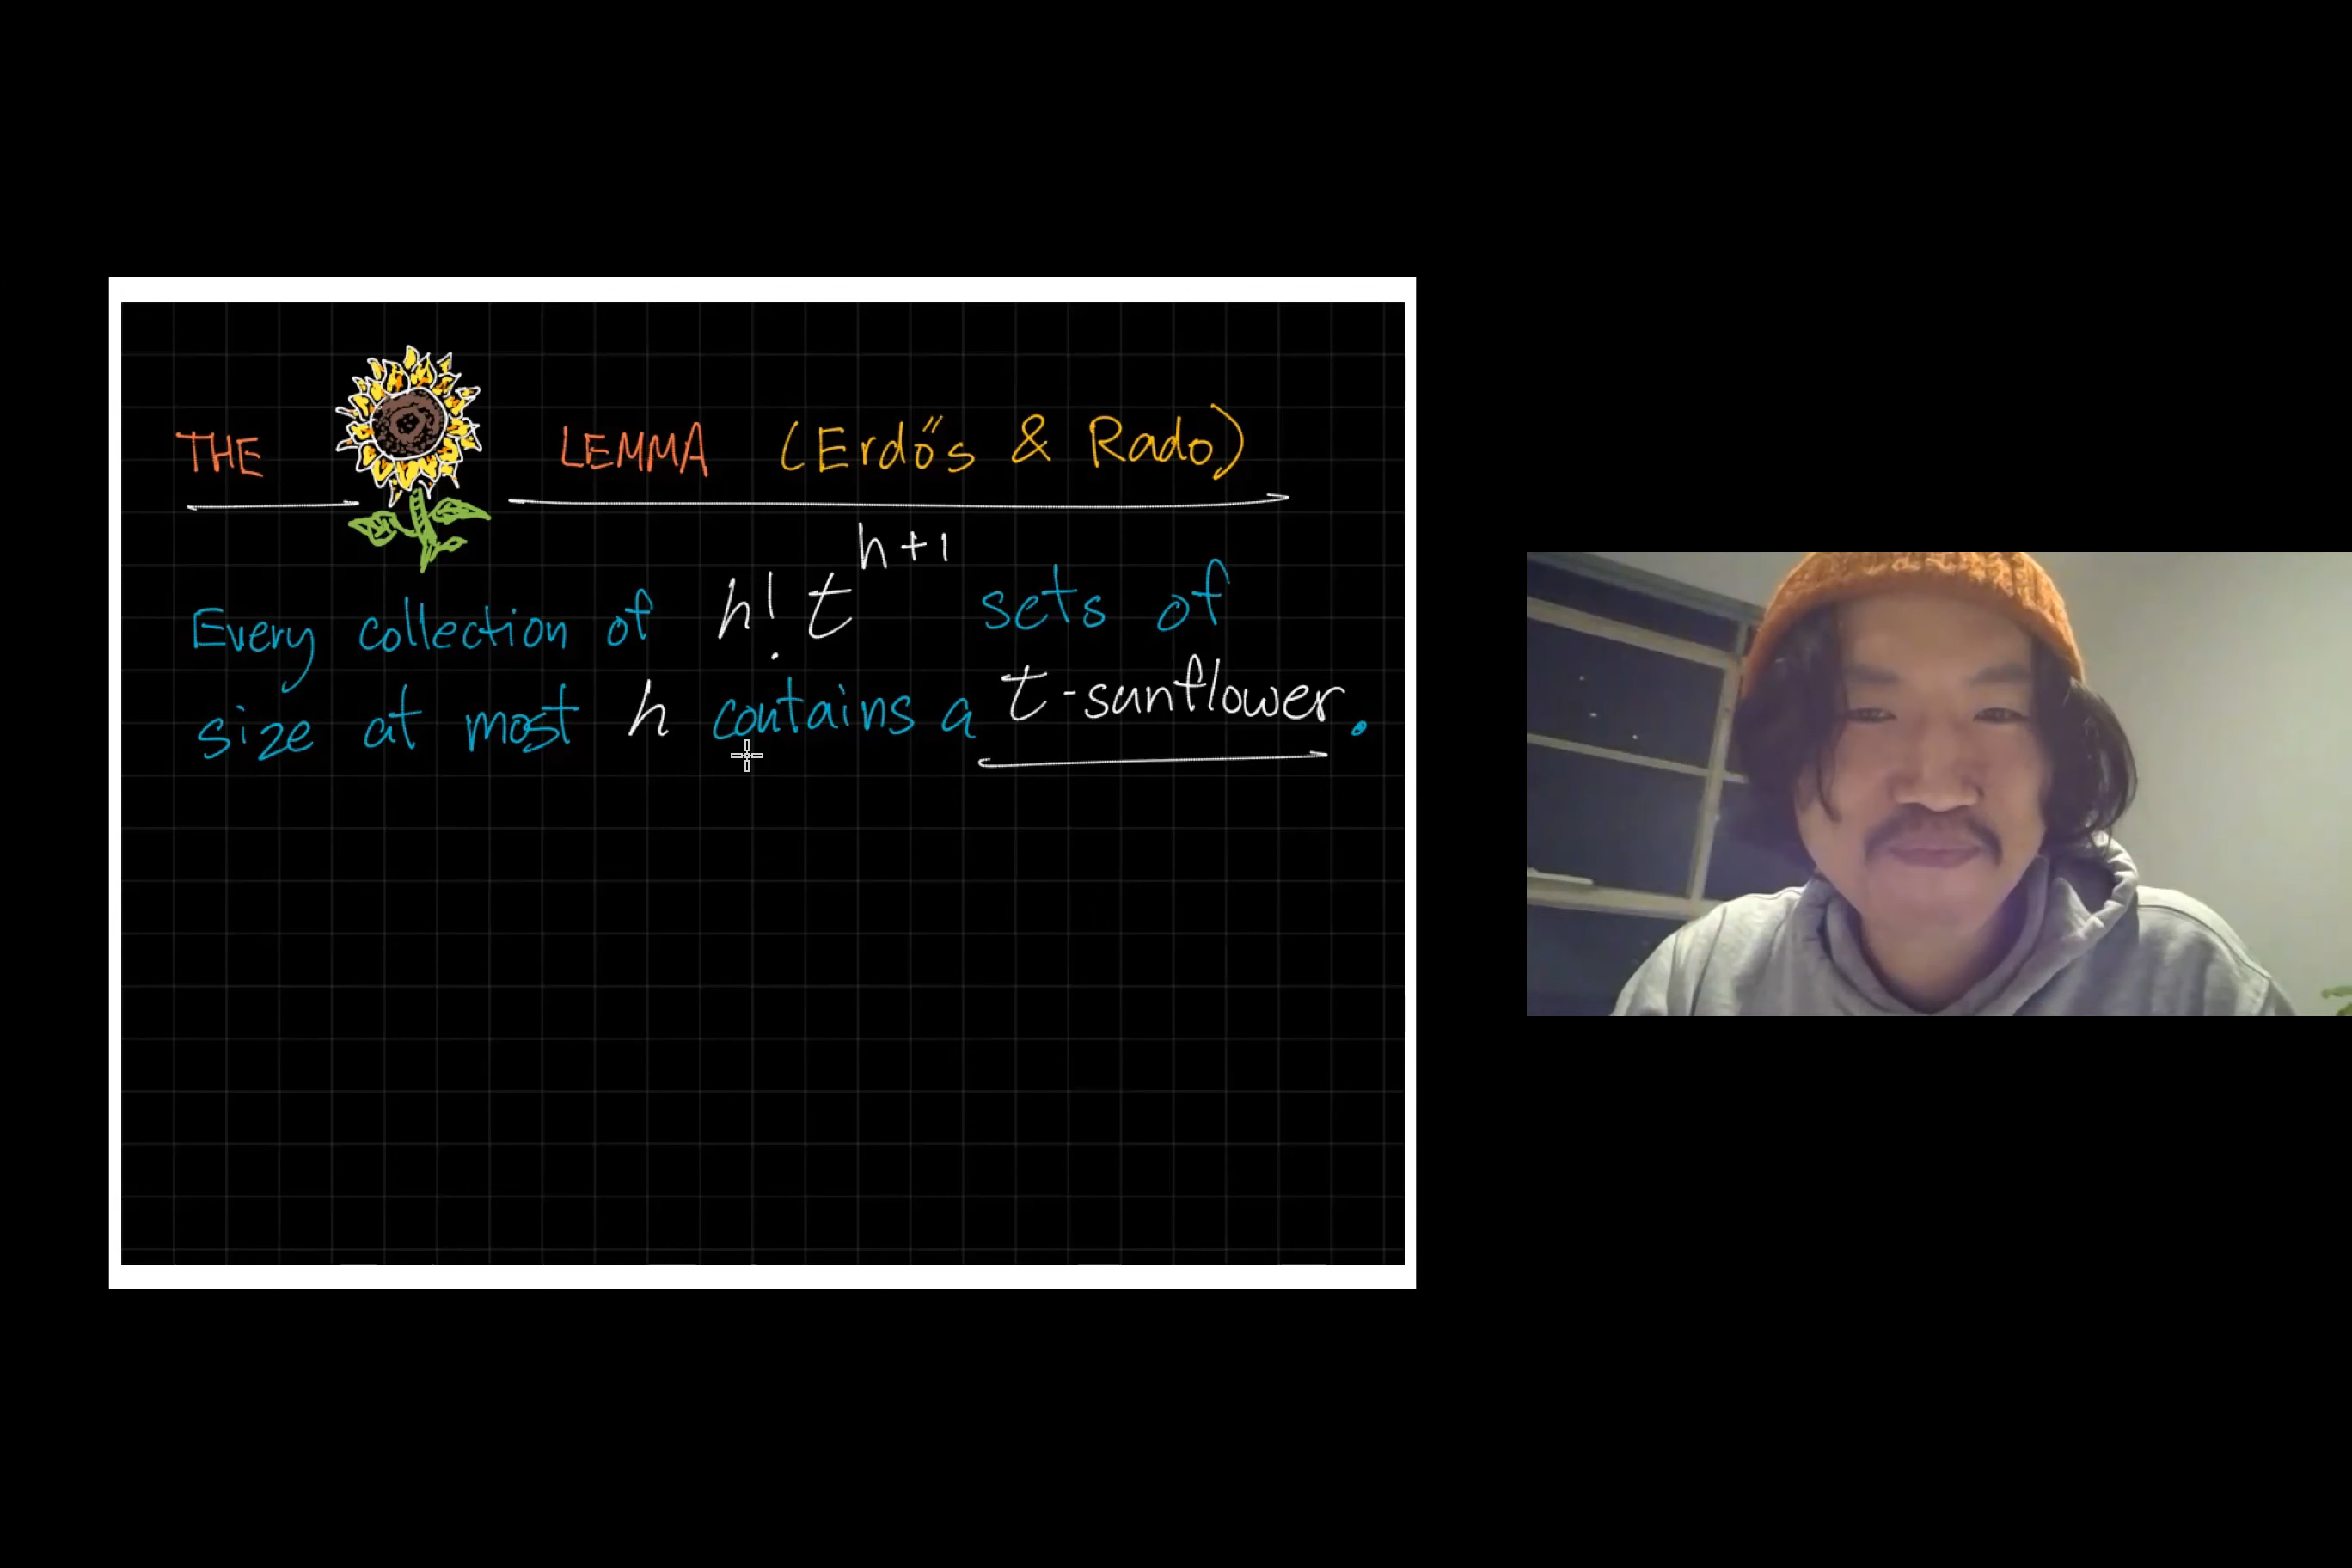 THE LEMMA (Erdős & Rado)
Every collection of h! t^{h+1} sets of
size at most h contains a t-sunflower.